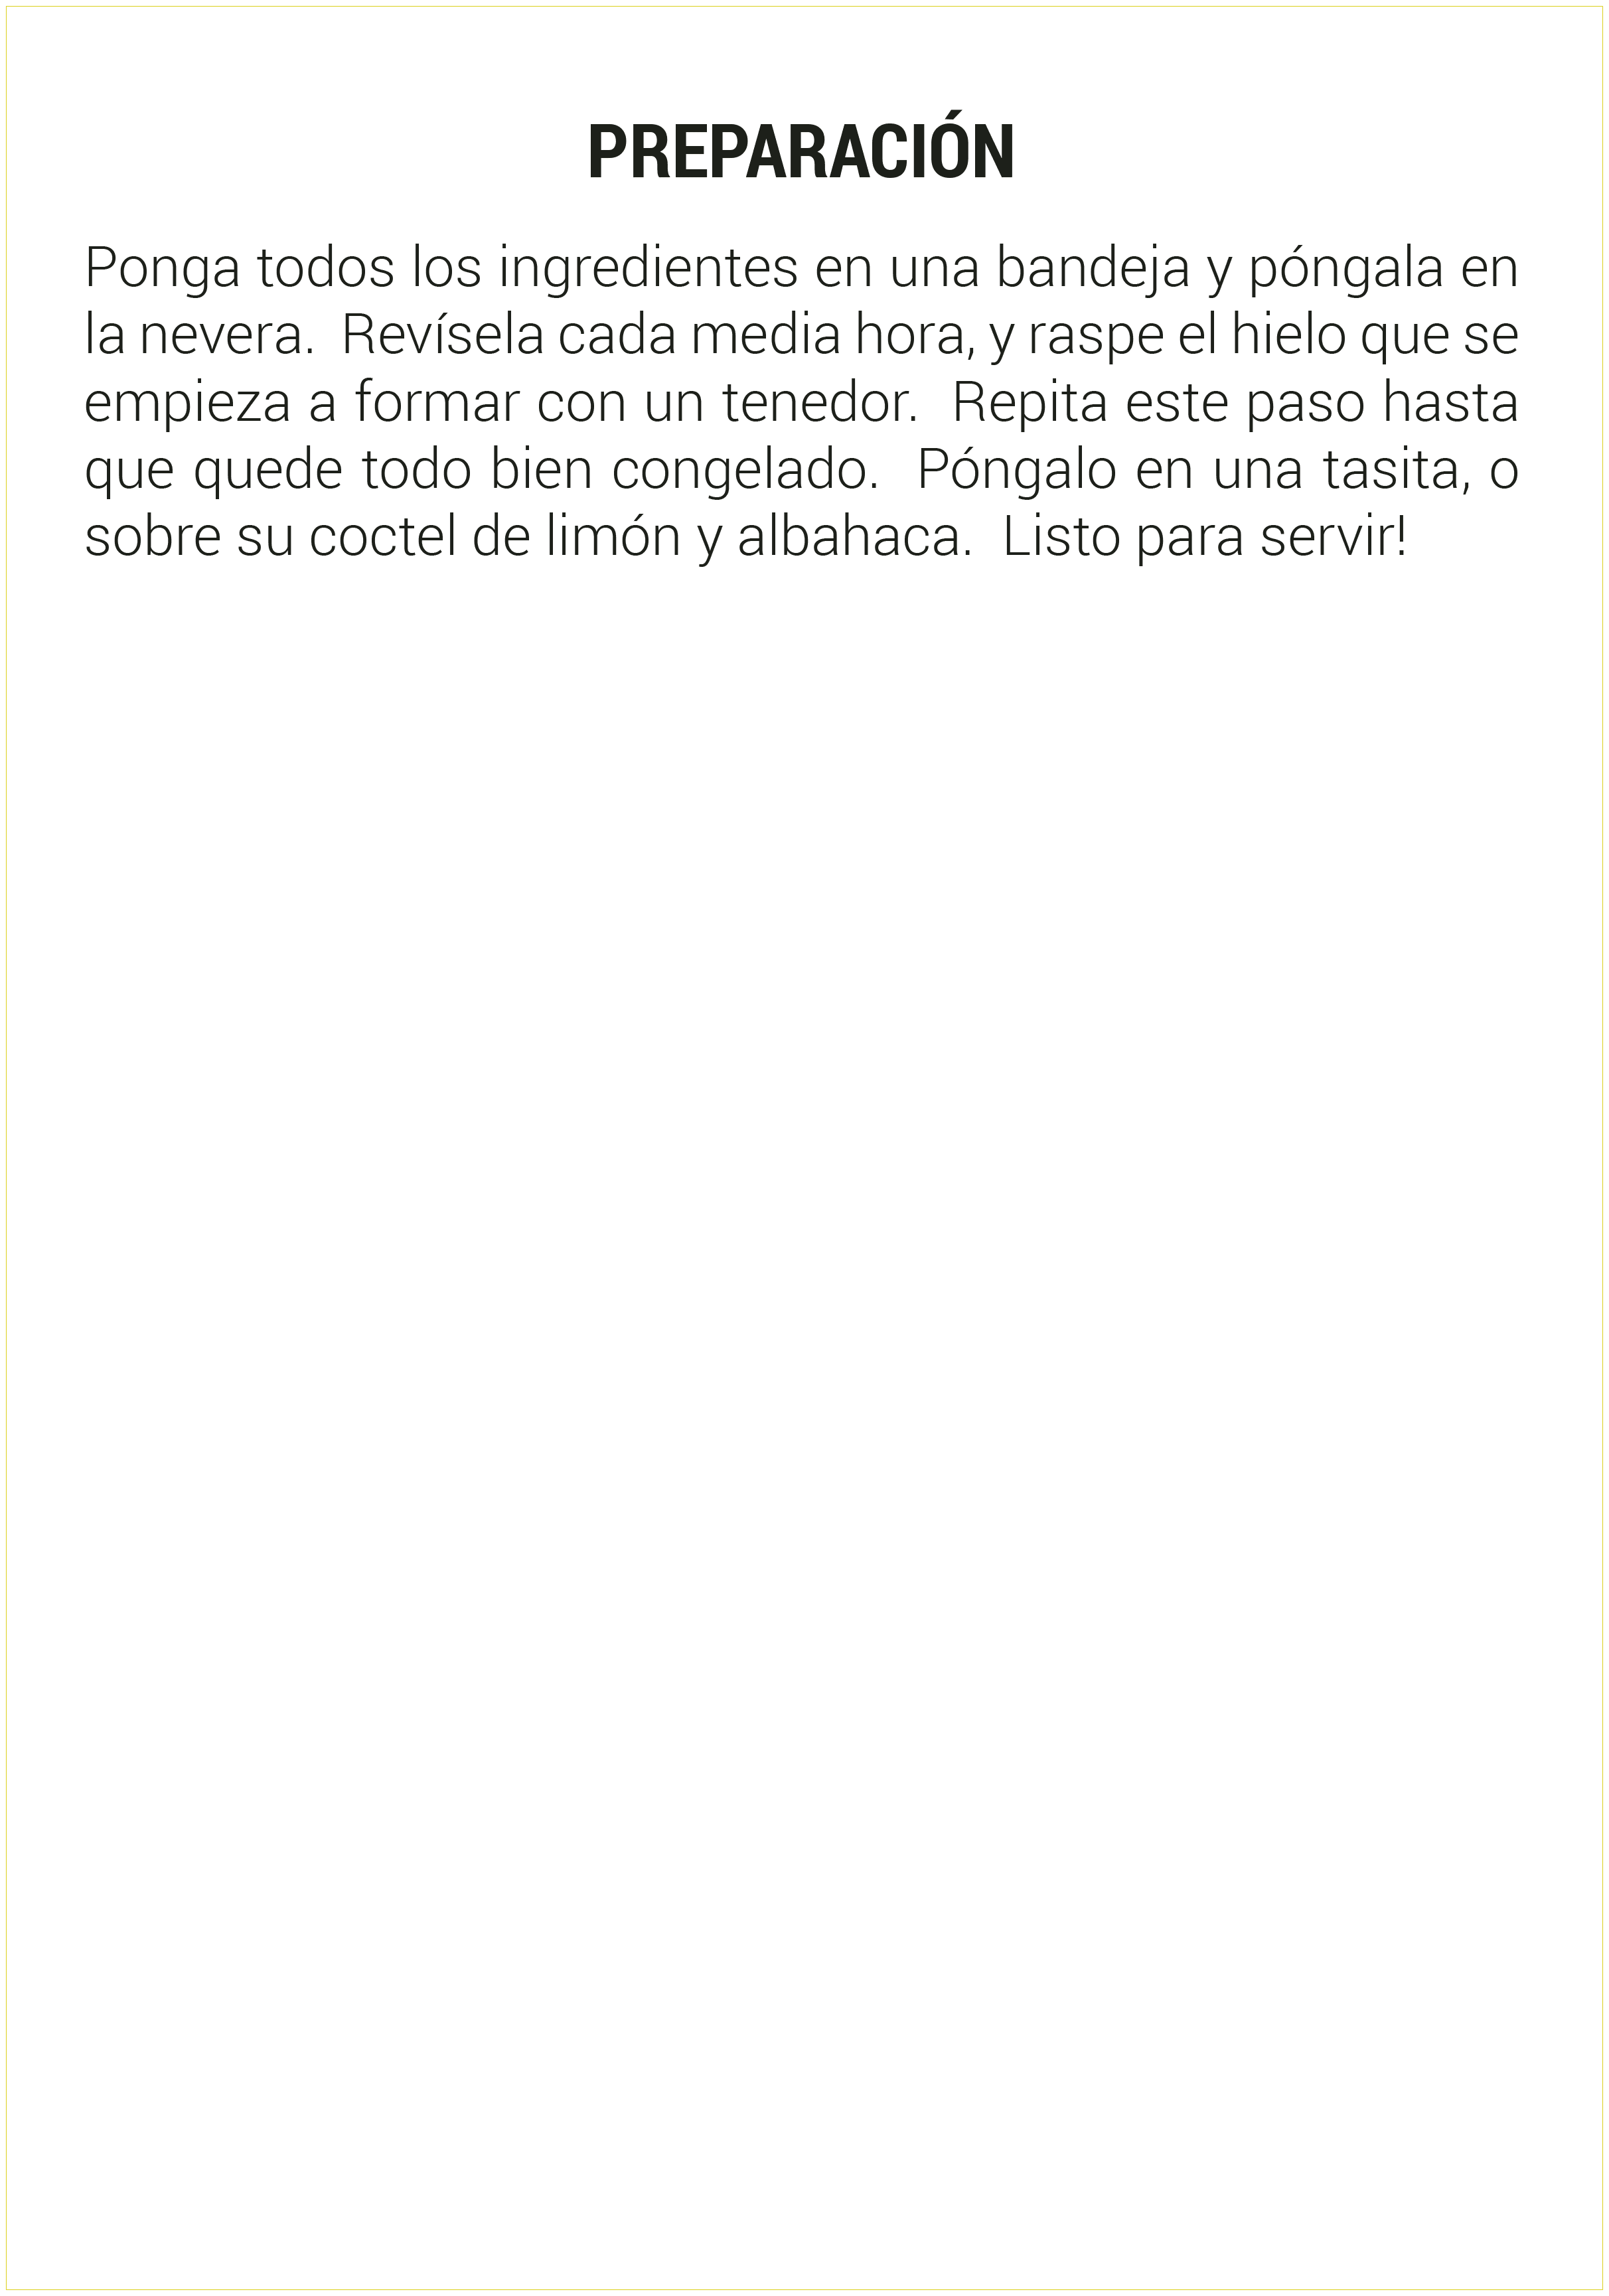 PREPARACIÓN
Ponga todos los ingredientes en una bandeja y póngala en
la nevera.  Revísela cada media hora, y raspe el hielo que se
empieza a formar con un tenedor.  Repita este paso hasta
que quede todo bien congelado.  Póngalo en una tasita, o
sobre su coctel de limón y albahaca.  Listo para servir!